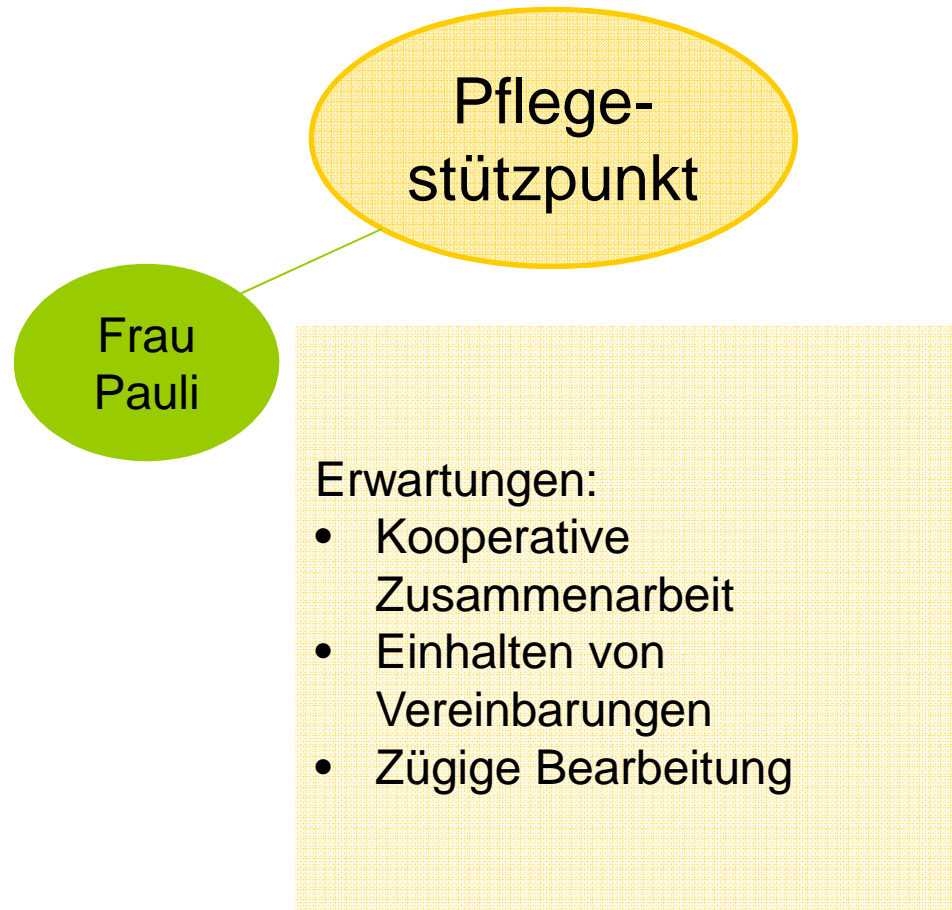 Pflege-
stützpunkt
Frau
Pauli
Erwartungen:
• Kooperative
Zusammenarbeit
• Einhalten von
Vereinbarungen
• Zügige Bearbeitung